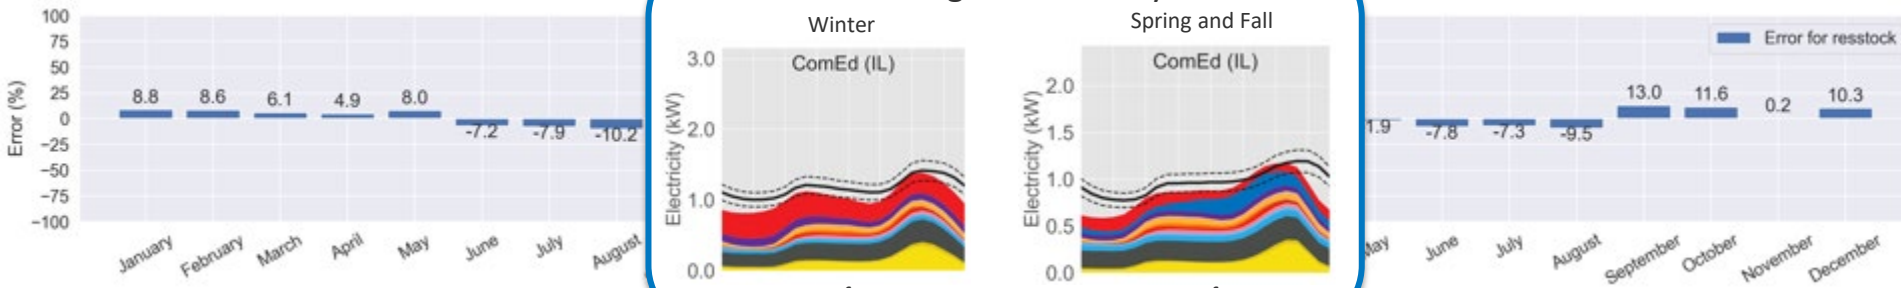 Winter
Spring and Fall
100
75
50
25
0
−25
−50
−75
−100
Error (%)
8.8
8.6
6.1
4.9
8.0
-7.2
-7.9
-10.2
January
February
March
April
May
June
July
August
ComEd (IL)
3.0
2.0
1.0
0.0
Electricity (kW)
ComEd (IL)
2.0
1.5
1.0
0.5
0.0
Electricity (kW)
Error for resstock
1.9
-7.8
-7.3
-9.5
13.0
11.6
0.2
10.3
May
June
July
August
September
October
November
December